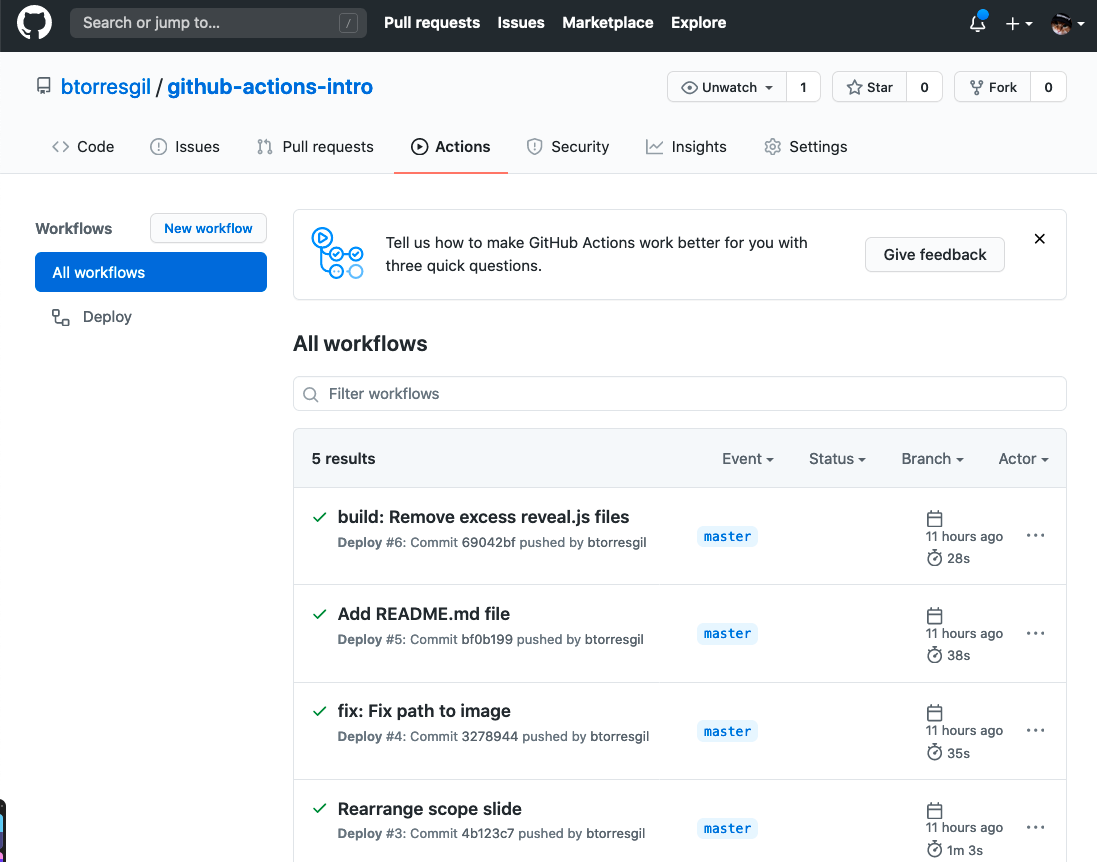 Search or jump to... / Pull requests Issues Marketplace Explore
btorresgil / github-actions-intro Unwatch 1 Star 0 Fork 0
Code Issues Pull requests Actions Security Insights Settings
Workflows New workflow
All workflows
Deploy
Tell us how to make GitHub Actions work better for you with
three quick questions.
Give feedback
All workflows
Filter workflows
5 results Event Status Branch Actor
build: Remove excess reveal.js files
Deploy #6: Commit 69042bf pushed by btorresgil
master
11 hours ago
28s
Add README.md file
Deploy #5: Commit bf0b199 pushed by btorresgil
master
11 hours ago
38s
fix: Fix path to image
Deploy #4: Commit 3278944 pushed by btorresgil
master
11 hours ago
35s
Rearrange scope slide
Deploy #3: Commit 4b123c7 pushed by btorresgil
master
11 hours ago
1m 3s